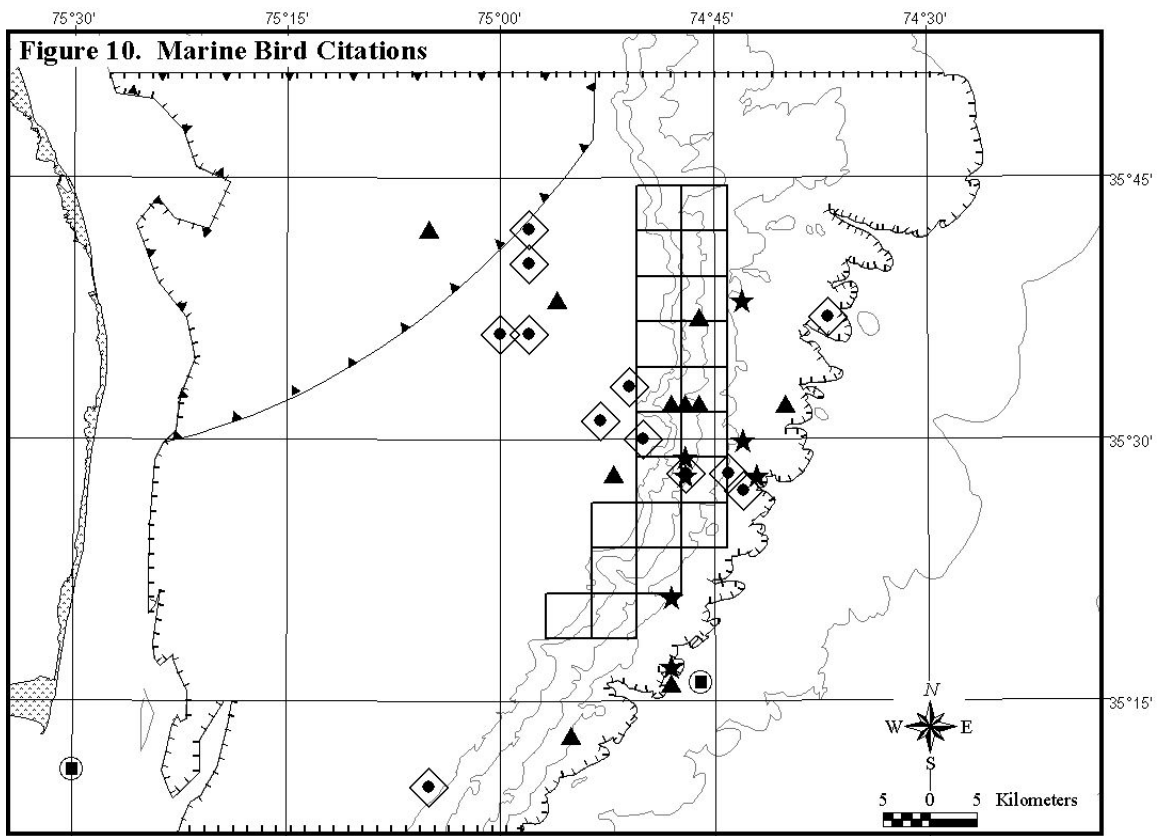 75°30' 75°15' 75°00' 74°45' 74°30'
Figure 10. Marine Bird Citations
35°45'
35°30'
35°15'
N
W E
S
5 0 5 Kilometers